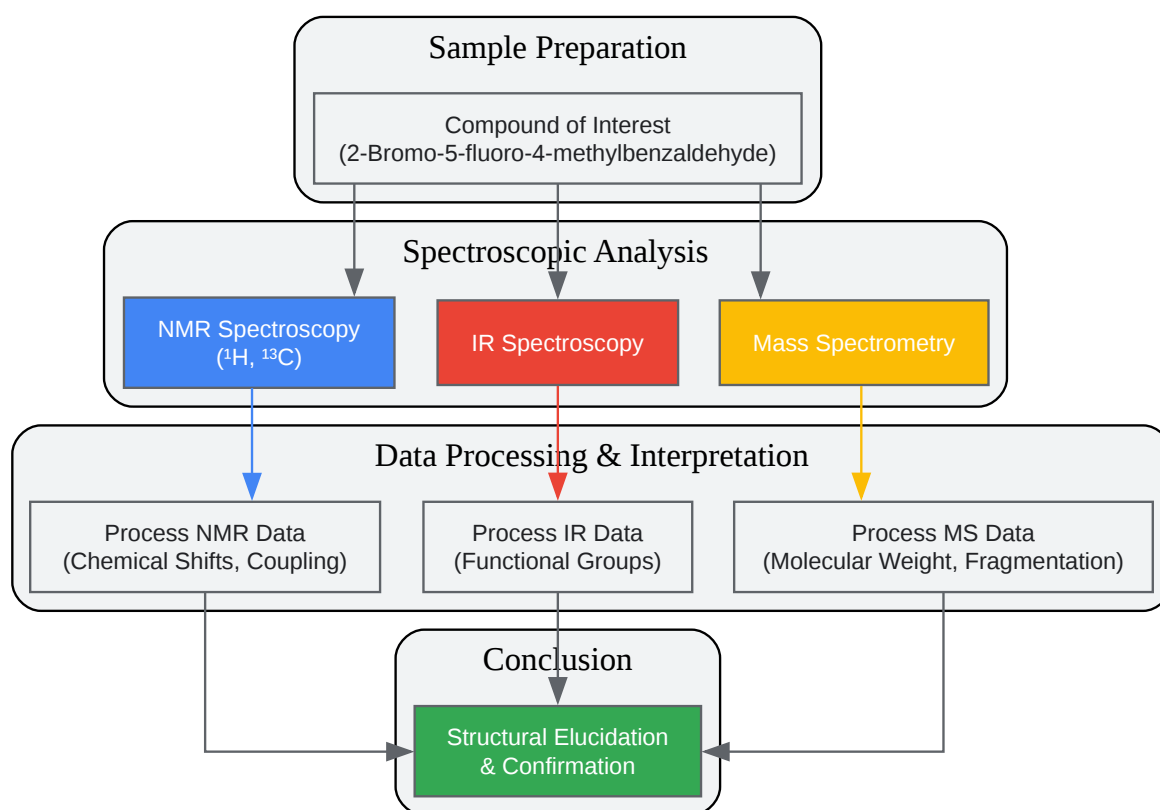 Sample Preparation
Compound of Interest
(2-Bromo-5-fluoro-4-methylbenzaldehyde)
Spectroscopic Analysis
NMR Spectroscopy
(¹H, ¹³C)
IR Spectroscopy
Mass Spectrometry
Data Processing & Interpretation
Process NMR Data
(Chemical Shifts, Coupling)
Process IR Data
(Functional Groups)
Process MS Data
(Molecular Weight, Fragmentation)
Conclusion
Structural Elucidation
& Confirmation